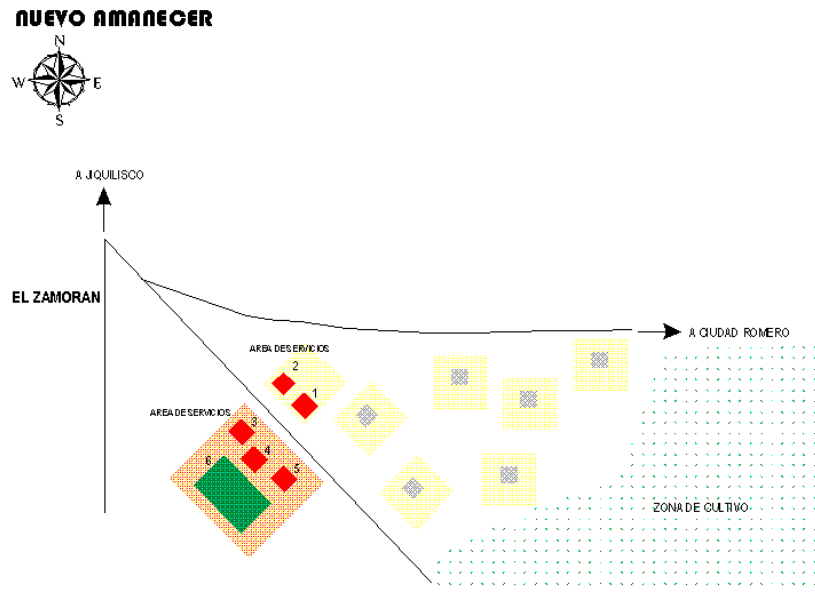 NUEVO AMANECER
N
W E
S
A JIQUILISCO
EL ZAMORAN
A CIUDAD ROMERO
AREA DE SERVICIOS
2
1
AREA DE SERVICIOS
3
4
6
5
ZONA DE CULTIVO